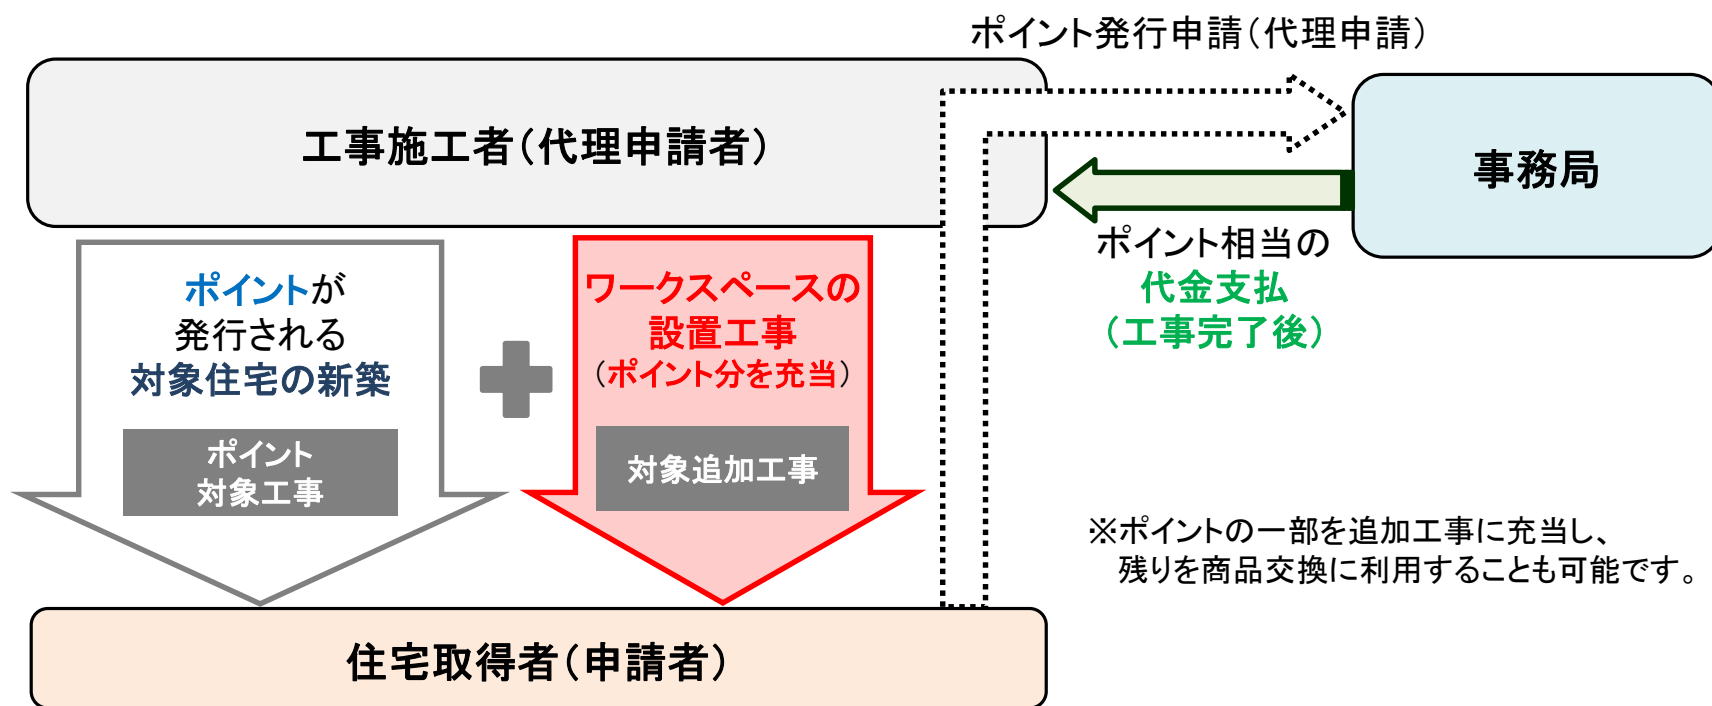 ポイント発行申請（代理申請）
工事施工者（代理申請者）
事務局
ポイント相当の
代金支払
（工事完了後）
ポイントが
発行される
対象住宅の新築
ポイント
対象工事
ワークスペースの
設置工事
（ポイント分を充当）
対象追加工事
※ポイントの一部を追加工事に充当し、
残りを商品交換に利用することも可能です。
住宅取得者（申請者）